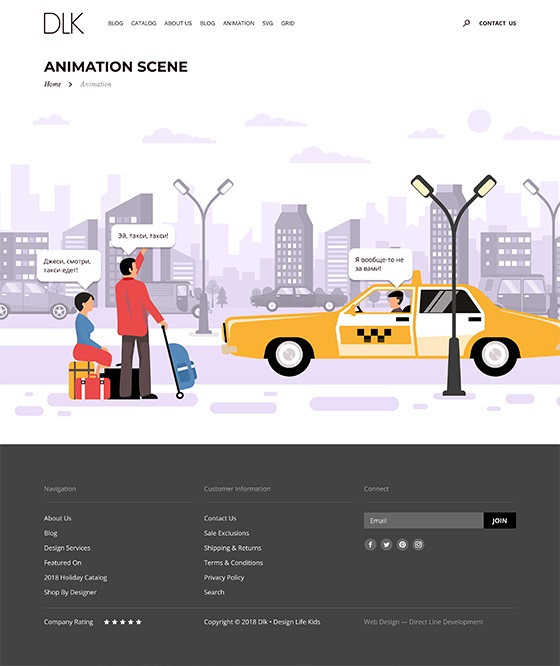 DLK
BLOG CATALOG ABOUT US BLOG ANIMATION SVG GRID
CONTACT US
ANIMATION SCENE
Home > Animation
Эй, такси, такси!
Джеси, смотри,
такси едет!
Я вообще-то не
за вами!
Navigation
Customer Information
Connect
About Us
Contact Us
Email
JOIN
Blog
Sale Exclusions
Design Services
Shipping & Returns
Featured On
Terms & Conditions
2018 Holiday Catalog
Privacy Policy
Shop By Designer
Search
Company Rating ★★★★★
Copyright © 2018 Dlk • Design Life Kids
Web Design — Direct Line Development